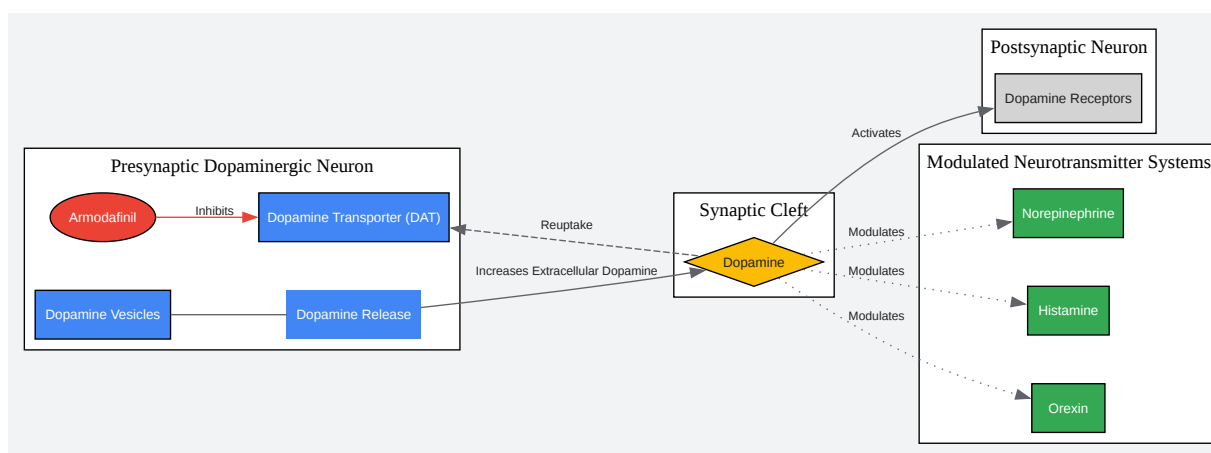 Postsynaptic Neuron
Dopamine Receptors
Activates
Presynaptic Dopaminergic Neuron
Modulated Neurotransmitter Systems
Armodafinil
Inhibits
Dopamine Transporter (DAT)
Reuptake
Synaptic Cleft
Dopamine
Modulates
Norepinephrine
Increases Extracellular Dopamine
Modulates
Dopamine Vesicles
Dopamine Release
Modulates
Histamine
Orexin